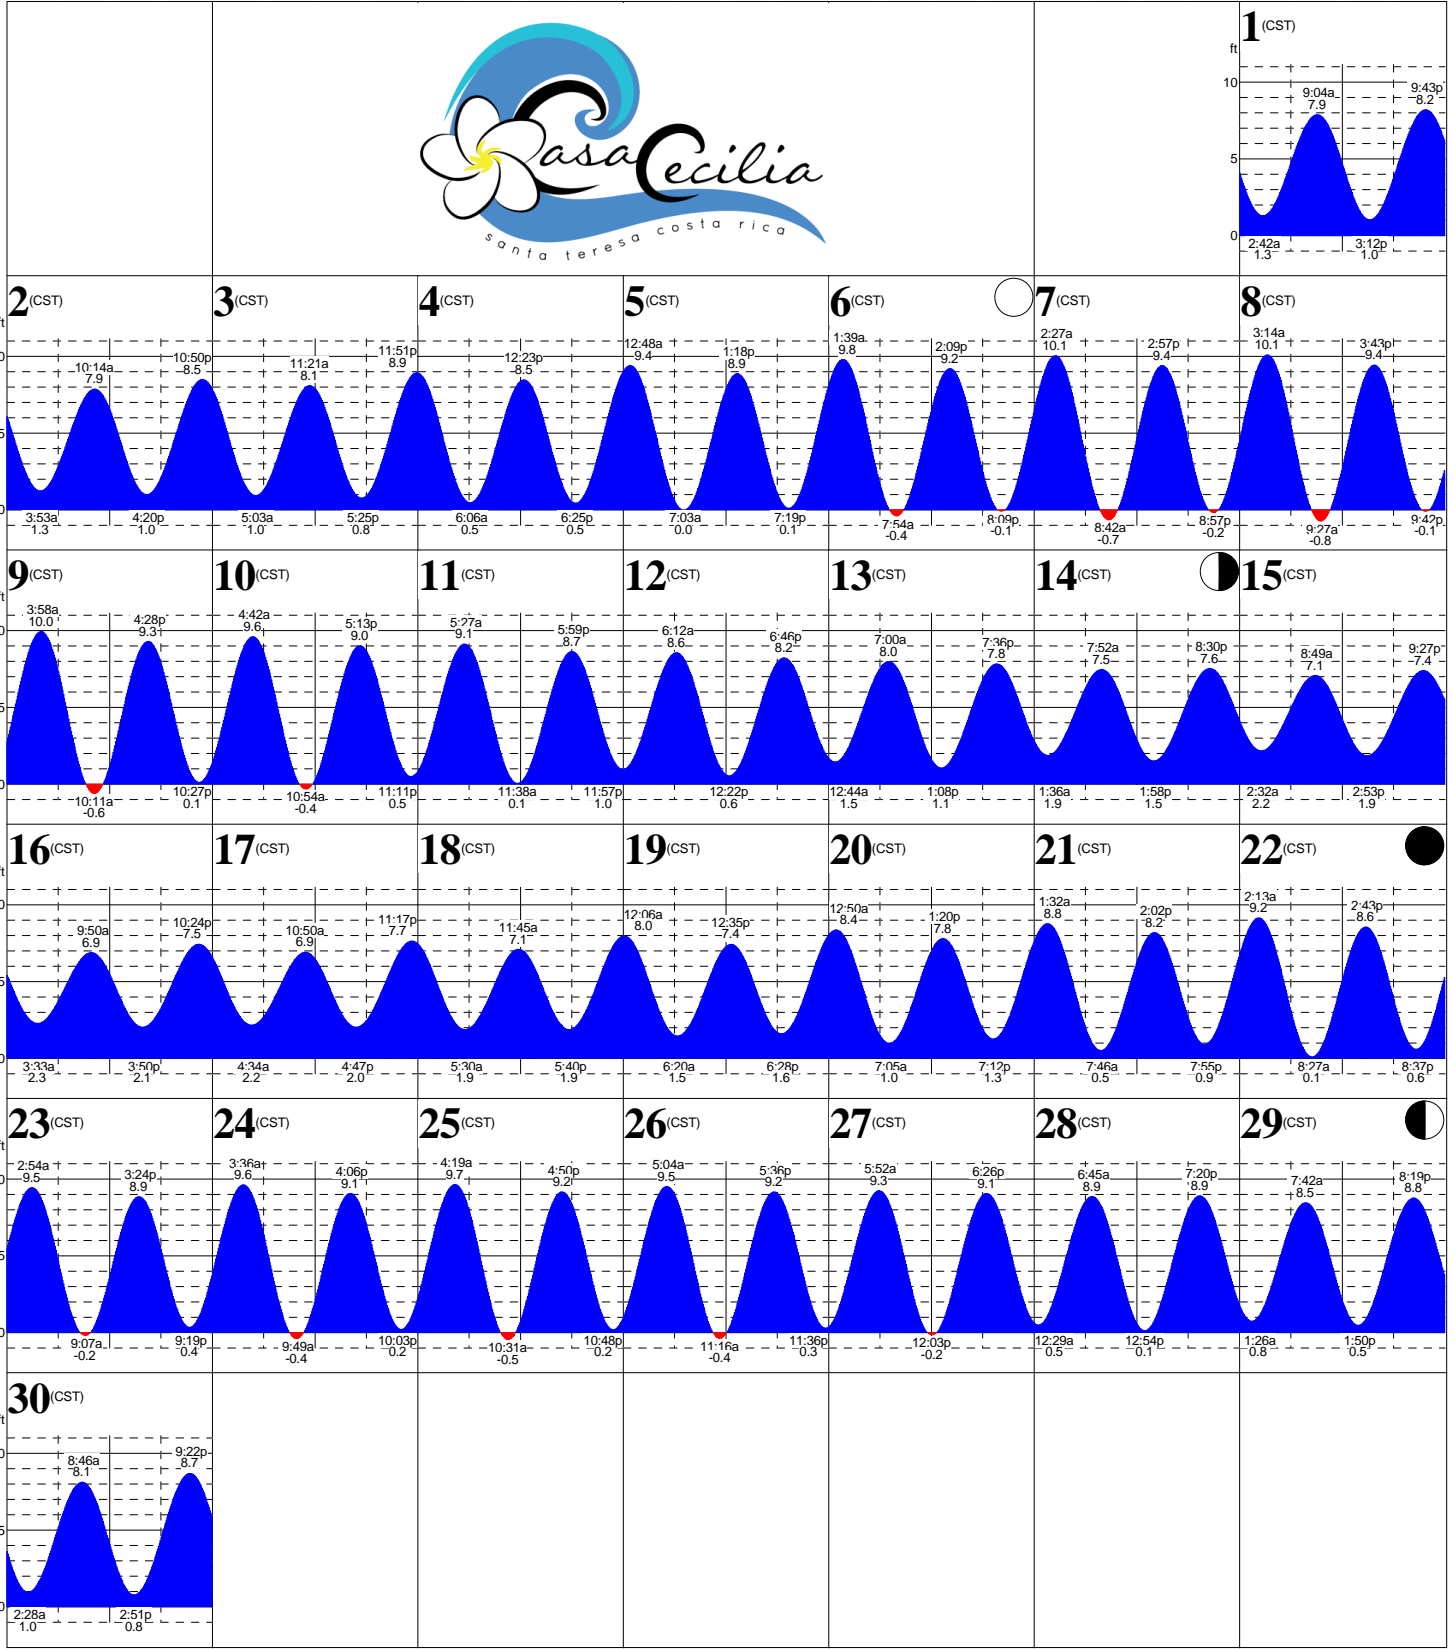 asa Cecilia
santa teresa costa rica
1(CST)
ft
10
5
0
9:04a
7.9
9:43p
8.2
2:42a
1.3
3:12p
1.0
2(CST)
ft
0
5
0
10:14a
7.9
10:50p
8.5
3:53a
1.3
4:20p
1.0
3(CST)
11:21a
8.1
11:51p
8.9
5:03a
1.0
5:25p
0.8
4(CST)
12:23p
8.5
6:06a
0.5
6:25p
0.5
5(CST)
12:48a
9.4
1:18p
8.9
7:03a
0.0
7:19p
0.1
6(CST)
1:39a
9.8
2:09p
9.2
7:54a
-0.4
8:09p
-0.1
7(CST)
2:27a
10.1
2:57p
9.4
8:42a
-0.7
8:57p
-0.2
8(CST)
3:14a
10.1
3:43p
9.4
9:27a
-0.8
9:42p
-0.1
9(CST)
ft
0
5
0
3:58a
10.0
4:28p
9.3
10:11a
-0.6
10:27p
0.1
10(CST)
4:42a
9.6
5:13p
9.0
10:54a
-0.4
11:11p
0.5
11(CST)
5:27a
9.1
5:59p
8.7
11:38a
0.1
11:57p
1.0
12(CST)
6:12a
8.6
6:46p
8.2
12:22p
0.6
13(CST)
7:00a
8.0
7:36p
7.8
12:44a
1.5
1:08p
1.1
14(CST)
7:52a
7.5
8:30p
7.6
1:36a
1.9
1:58p
1.5
15(CST)
8:49a
7.1
9:27p
7.4
2:32a
2.2
2:53p
1.9
16(CST)
ft
0
5
0
9:50a
6.9
10:24p
7.5
3:33a
2.3
3:50p
2.1
17(CST)
10:50a
6.9
11:17p
7.7
4:34a
2.2
4:47p
2.0
18(CST)
11:45a
7.1
5:30a
1.9
5:40p
1.9
19(CST)
12:06a
8.0
12:35p
7.4
6:20a
1.5
6:28p
1.6
20(CST)
12:50a
8.4
1:20p
7.8
7:05a
1.0
7:12p
1.3
21(CST)
1:32a
8.8
2:02p
8.2
7:46a
0.5
7:55p
0.9
22(CST)
2:13a
9.2
2:43p
8.6
8:27a
0.1
8:37p
0.6
23(CST)
ft
0
5
0
2:54a
9.5
3:24p
8.9
9:07a
-0.2
9:19p
0.4
24(CST)
3:36a
9.6
4:06p
9.1
9:49a
-0.4
10:03p
0.2
25(CST)
4:19a
9.7
4:50p
9.2
10:31a
-0.5
10:48p
0.2
26(CST)
5:04a
9.5
5:36p
9.2
11:16a
-0.4
11:36p
0.3
27(CST)
5:52a
9.3
6:26p
9.1
12:03p
-0.2
28(CST)
6:45a
8.9
7:20p
8.9
12:29a
0.5
12:54p
0.1
29(CST)
7:42a
8.5
8:19p
8.8
1:26a
0.8
1:50p
0.5
30(CST)
ft
0
5
0
8:46a
8.1
9:22p
8.7
2:28a
1.0
2:51p
0.8